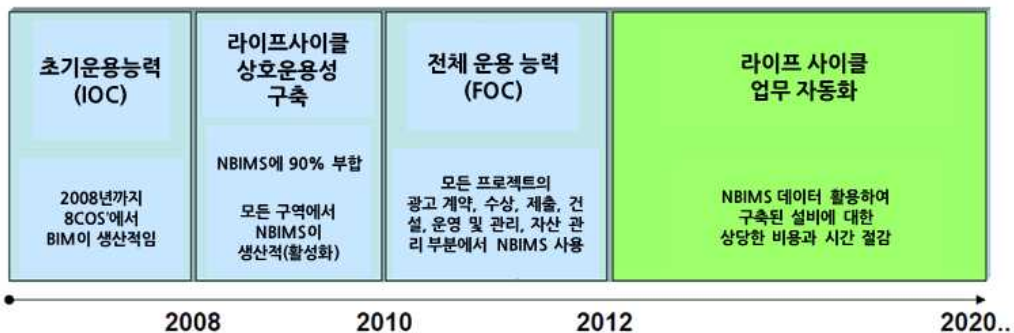 초기운용능력
(IOC)
2008년까지
8COS'에서
BIM이 생산적임
라이프사이클
상호운용성
구축
NBIMS에 90% 부합
모든 구역에서
NBIMS이
생산적(활성화)
전체 운용 능력
(FOC)
모든 프로젝트의
광고 계약, 수상, 제출, 건
설, 운영 및 관리, 자산 관
리 부분에서 NBIMS 사용
라이프 사이클
업무 자동화
NBIMS 데이터 활용하여
구축된 설비에 대한
상당한 비용과 시간 절감
2008
2010
2012
2020..